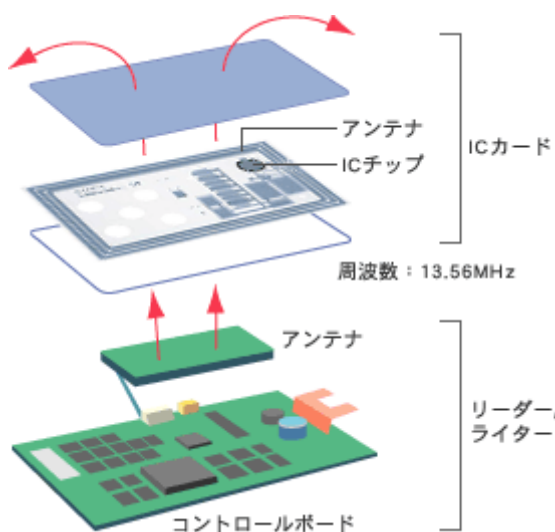 アンテナ
ICチップ
ICカード
周波数：13.56MHz
アンテナ
リーダー/
ライター
コントロールボード